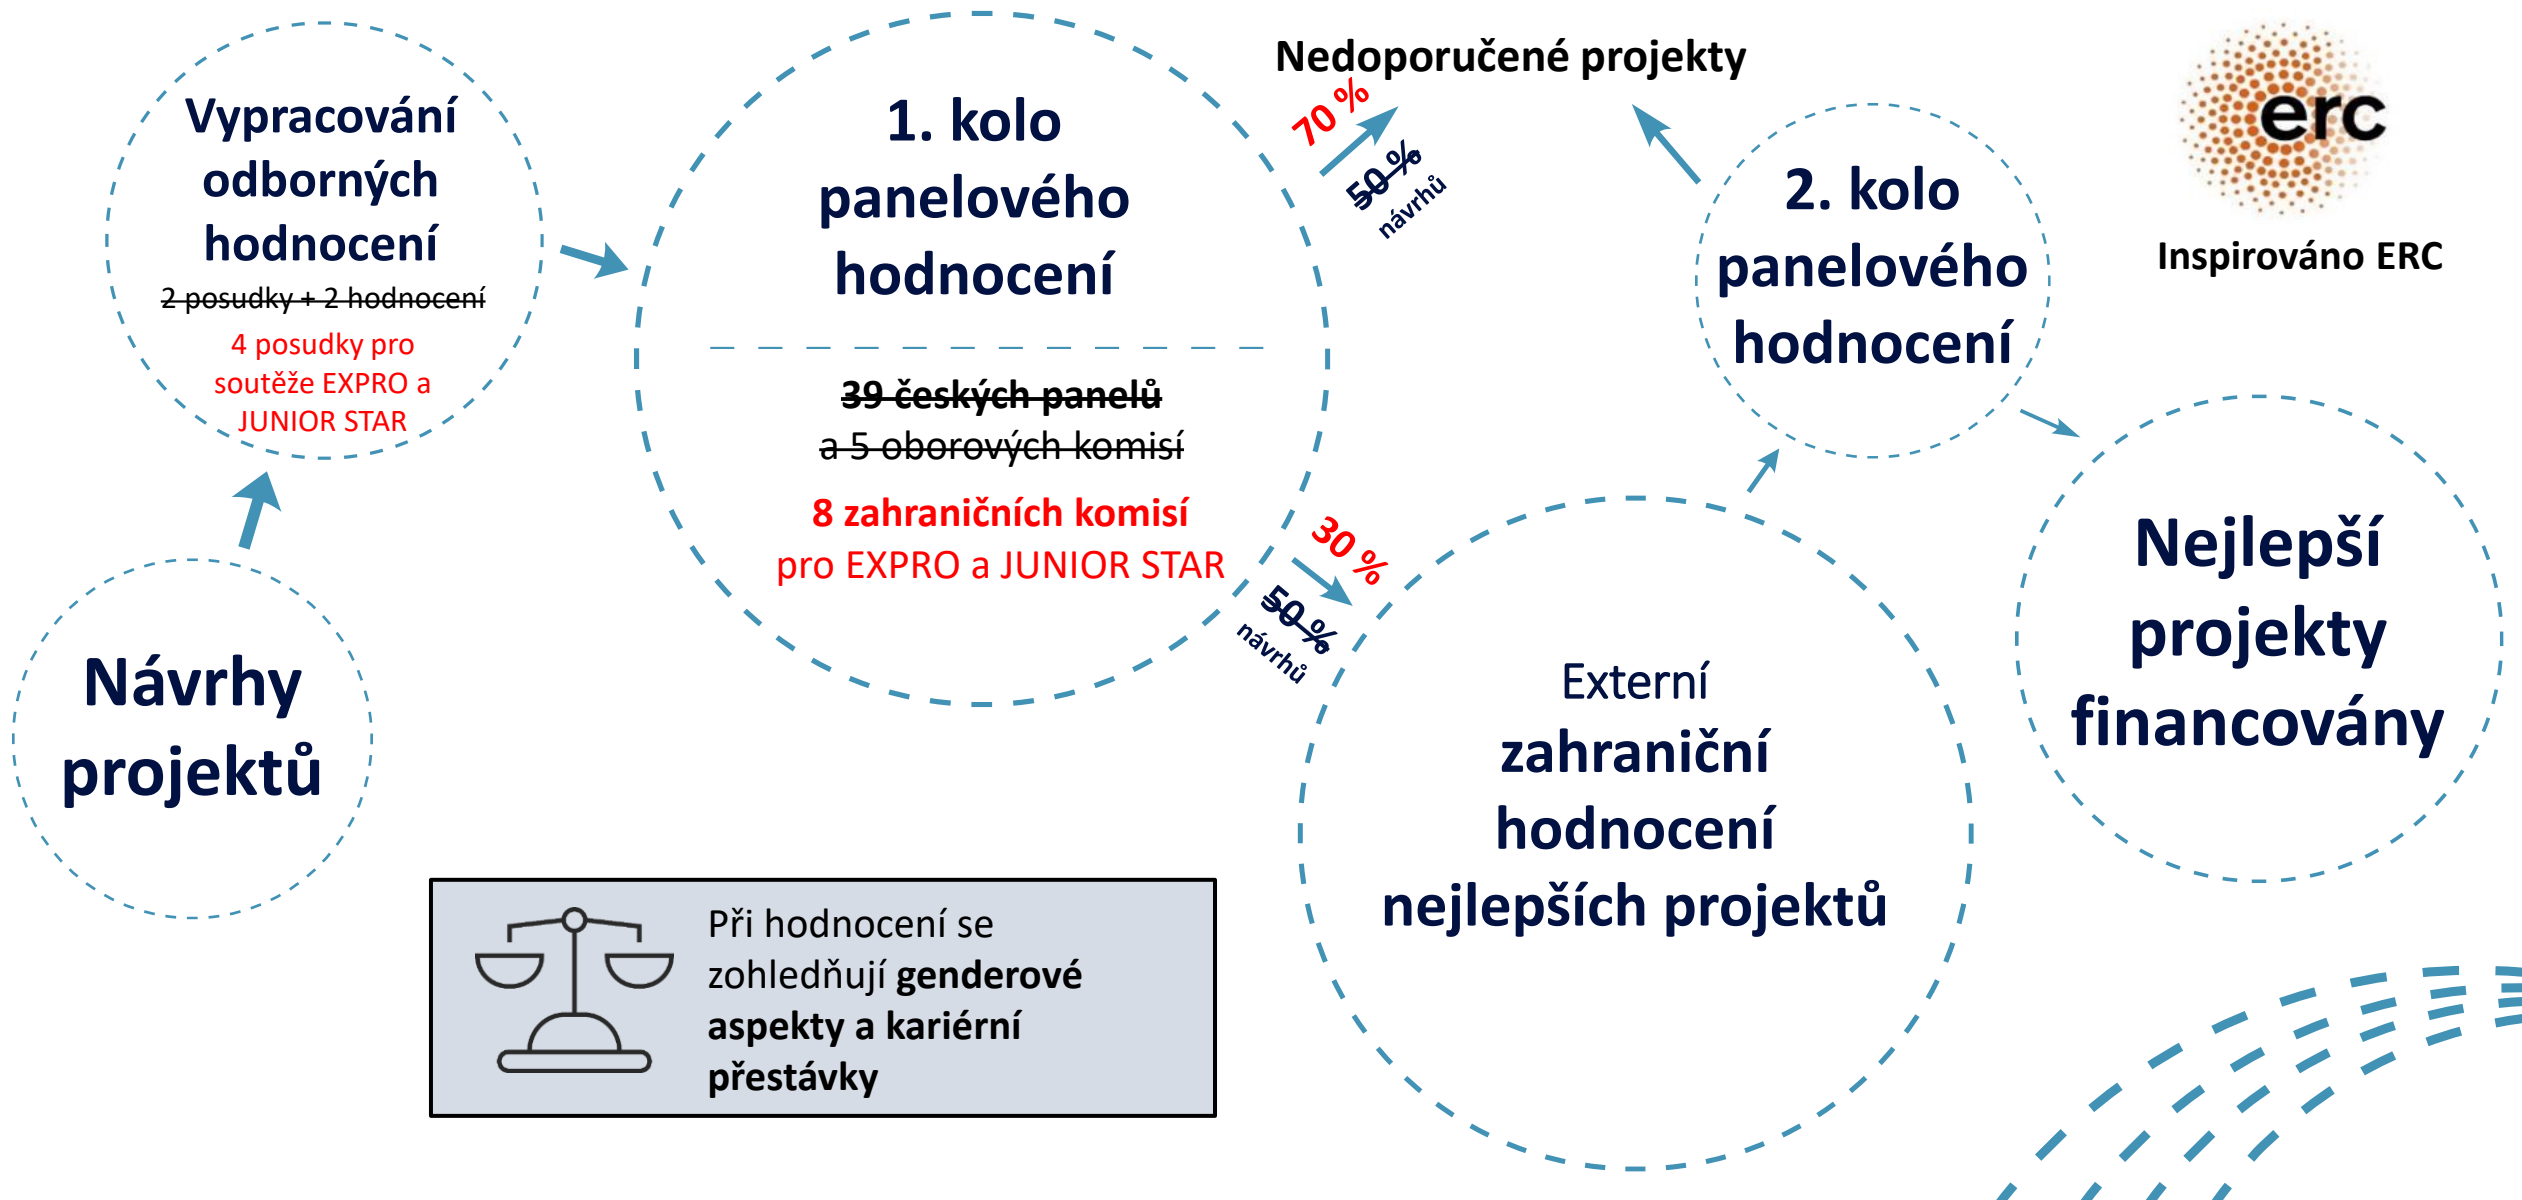 Návrhy
projektů
Vypracování
odborných
hodnocení
2 posudky + 2 hodnocení
4 posudky pro
soutěže EXPRO a
JUNIOR STAR
1. kolo
panelového
hodnocení
39 českých panelů
a 5 oborových komisí
8 zahraničních komisí
pro EXPRO a JUNIOR STAR
Nedoporučené projekty
70 %
50 %
návrhů
30 %
50 %
návrhů
Externí
zahraniční
hodnocení
nejlepších projektů
2. kolo
panelového
hodnocení
Nejlepší
projekty
financovány
erc
Inspirováno ERC
Při hodnocení se
zohledňují genderové
aspekty a kariérní
přestávky